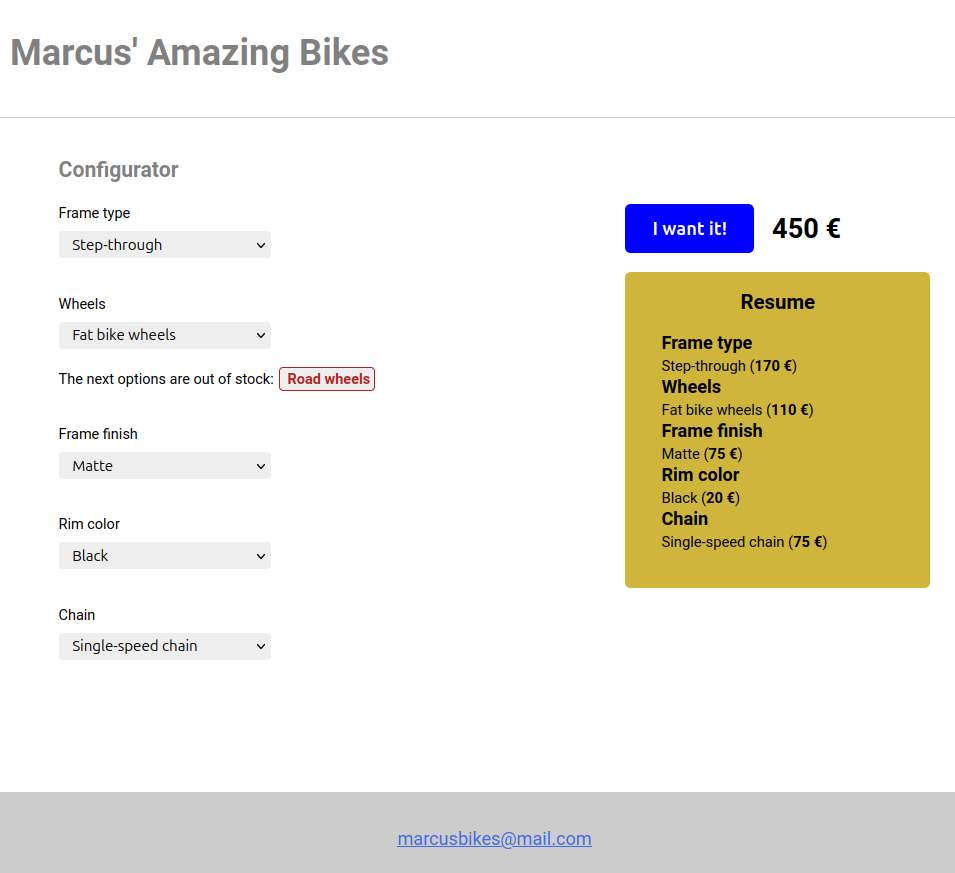 Marcus' Amazing Bikes
Configurator
Frame type
Step-through
Wheels
Fat bike wheels
The next options are out of stock: Road wheels
Frame finish
Matte
Rim color
Black
Chain
Single-speed chain
I want it! 450 €
Resume
Frame type
Step-through (170 €)
Wheels
Fat bike wheels (110 €)
Frame finish
Matte (75 €)
Rim color
Black (20 €)
Chain
Single-speed chain (75 €)
marcusbikes@mail.com